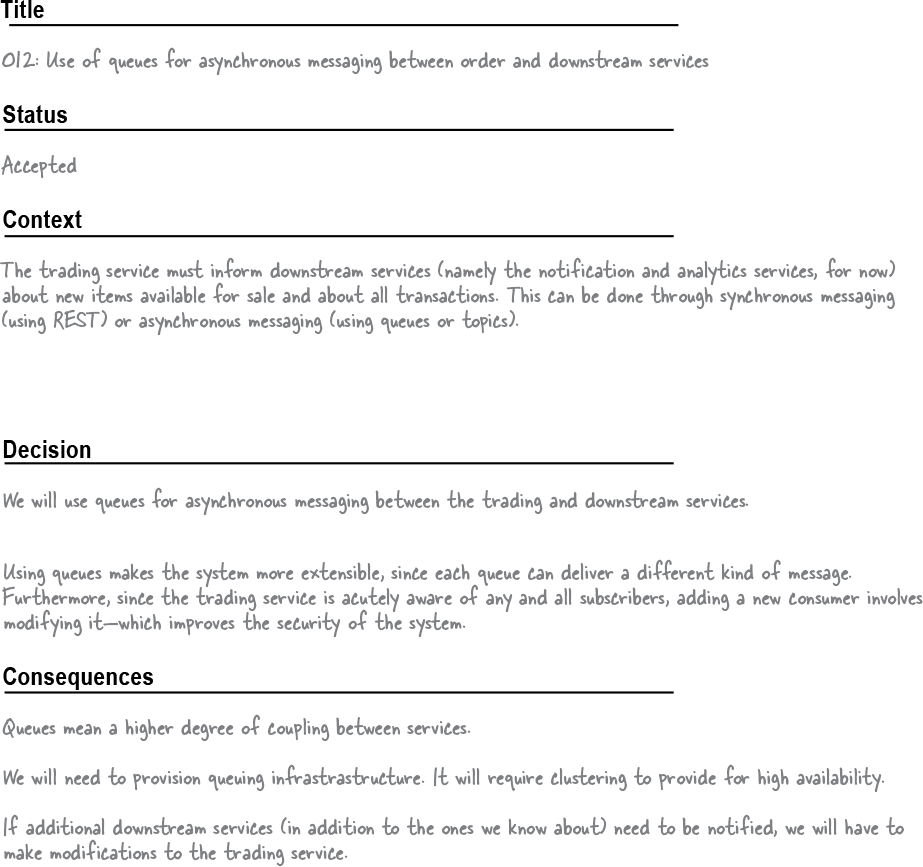 Title
012: Use of queues for asynchronous messaging between order and downstream services
Status
Accepted
Context
The trading service must inform downstream services (namely the notification and analytics services, for now)
about new items available for sale and about all transactions. This can be done through synchronous messaging
(using REST) or asynchronous messaging (using queues or topics).
Decision
We will use queues for asynchronous messaging between the trading and downstream services.
Using queues makes the system more extensible, since each queue can deliver a different kind of message.
Furthermore, since the trading service is acutely aware of any and all subscribers, adding a new consumer involves
modifying it—which improves the security of the system.
Consequences
Queues mean a higher degree of coupling between services.
We will need to provision queuing infrastrastructure. It will require clustering to provide for high availability.
If additional downstream services (in addition to the ones we know about) need to be notified, we will have to
make modifications to the trading service.